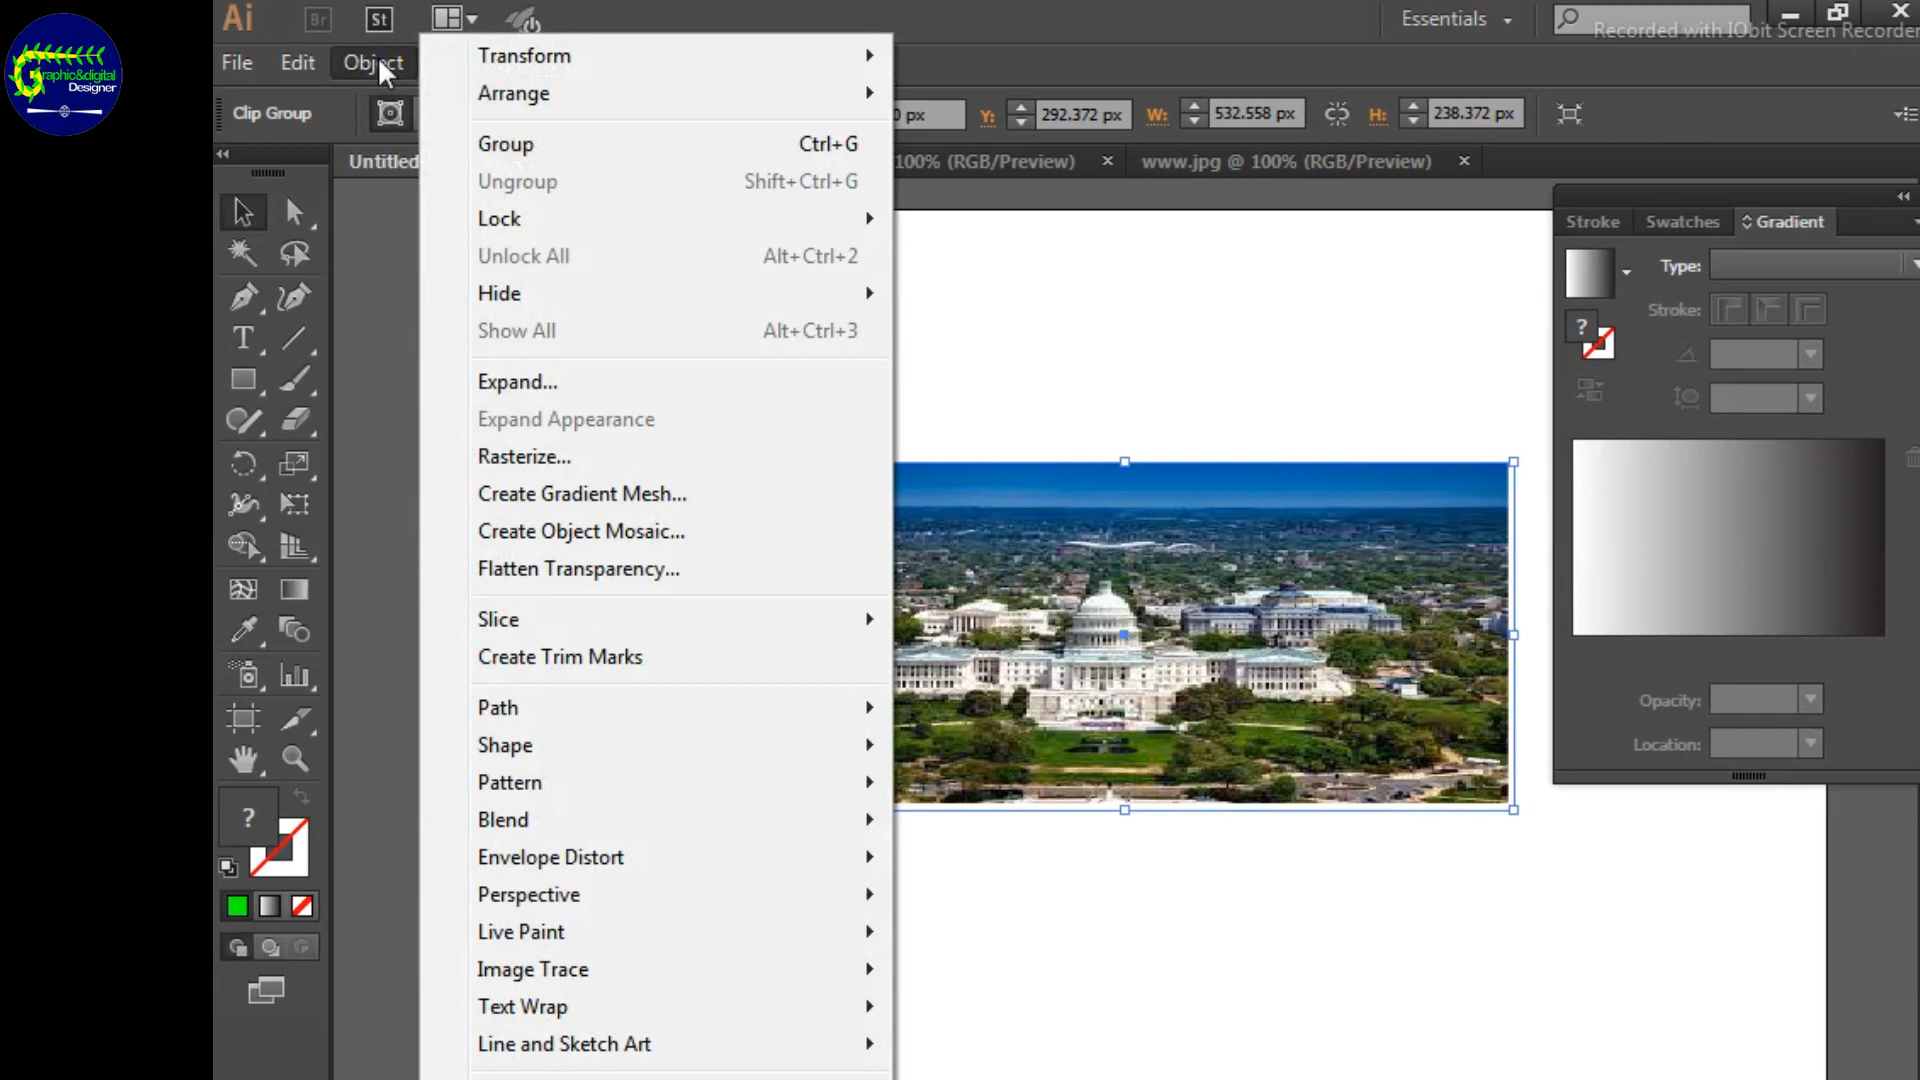 Graphic&digital
Designer
Ai
Br
St
Essentials
Recorded with IObit Screen Recorder
File
Edit
Object
Clip Group
0 px
Y:
292.372 px
W:
532.558 px
H:
238.372 px
Untitled
100% (RGB/Preview)
www.jpg @ 100% (RGB/Preview)
Transform
Arrange
Group Ctrl+G
Ungroup Shift+Ctrl+G
Lock
Unlock All Alt+Ctrl+2
Hide
Show All Alt+Ctrl+3
Expand...
Expand Appearance
Rasterize...
Create Gradient Mesh...
Create Object Mosaic...
Flatten Transparency...
Slice
Create Trim Marks
Path
Shape
Pattern
Blend
Envelope Distort
Perspective
Live Paint
Image Trace
Text Wrap
Line and Sketch Art
T
?
Stroke
Swatches
Gradient
Type:
Stroke:
?
Opacity:
Location: